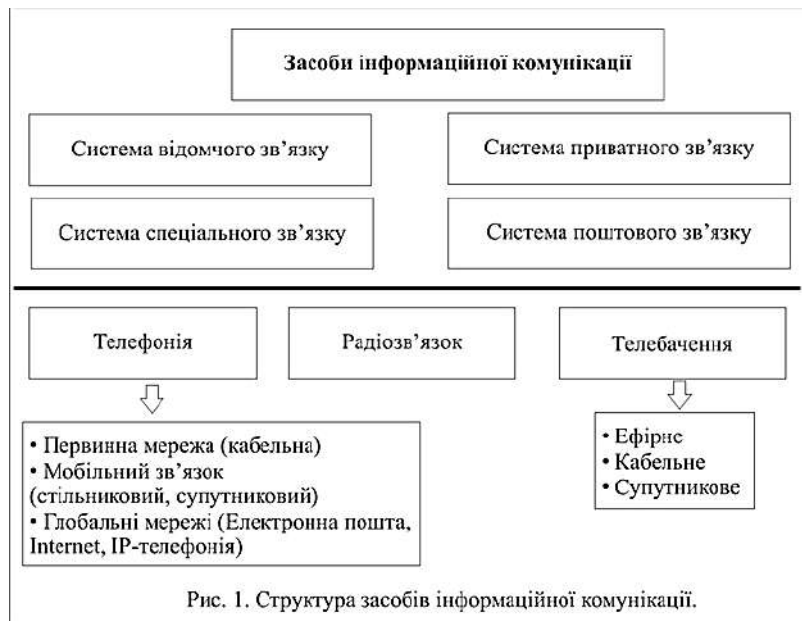 Засоби інформаційної комунікації
Система відомчого зв’язку
Система приватного зв’язку
Система спеціального зв’язку
Система поштового зв’язку
Телефонія
Радіозв’язок
Телебачення
• Первинна мережа (кабельна)
• Мобільний зв’язок
(стільниковий, супутниковий)
• Глобальні мережі (Електронна пошта,
Internet, IP-телефонія)
• Ефірне
• Кабельне
• Супутникове
Рис. 1. Структура засобів інформаційної комунікації.